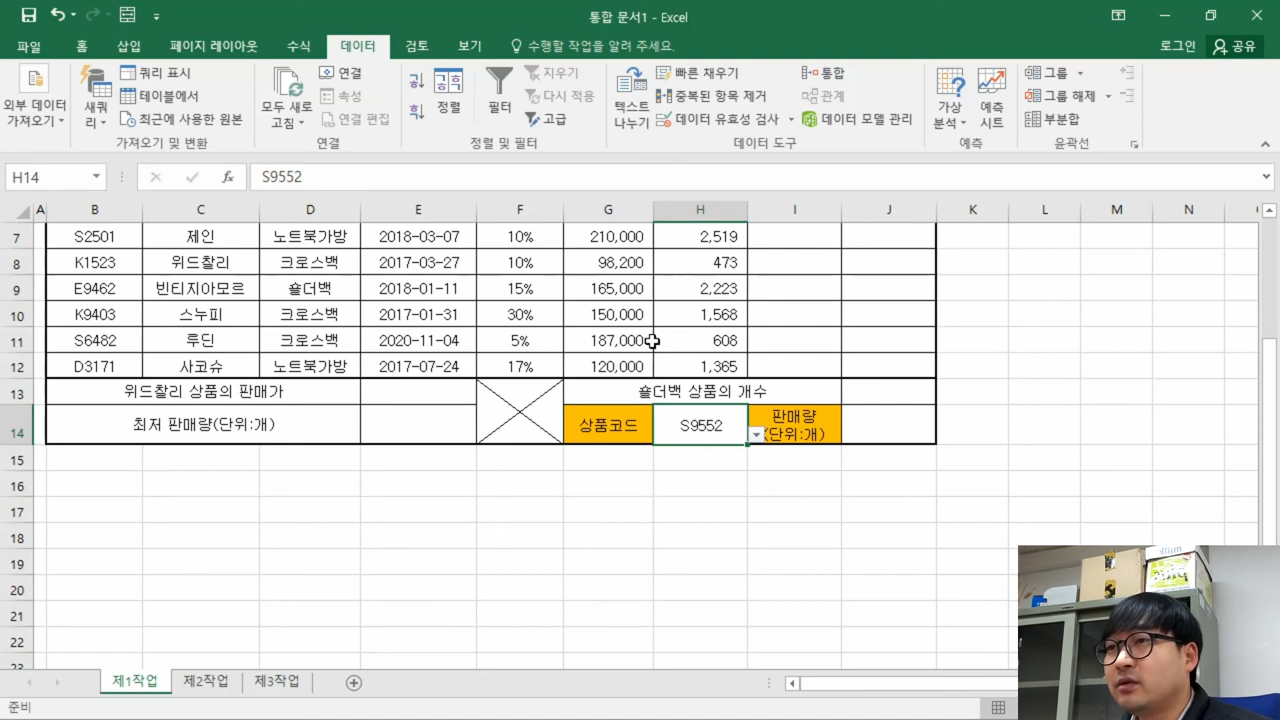 통합 문서1 - Excel
파일 홈 삽입 페이지 레이아웃 수식 데이터 검토 보기 수행할 작업을 알려 주세요. 로그인 공유
외부 데이터 가져오기
새쿼리
쿼리 표시
테이블에서
최근에 사용한 원본
가져오기 및 변환
모두 새로 고침
연결
속성
연결 편집
연결
정렬
필터
지우기
다시 적용
고급
정렬 및 필터
텍스트 나누기
빠른 채우기
중복된 항목 제거
데이터 유효성 검사
통합
관계
데이터 모델 관리
데이터 도구
가상 분석
예측 시트
예측
그룹
그룹 해제
부분합
윤곽선
H14 fx S9552
A B C D E F G H I J K L M N
7 S2501 제인 노트북가방 2018-03-07 10% 210,000 2,519
8 K1523 위드찰리 크로스백 2017-03-27 10% 98,200 473
9 E9462 빈티지아모르 숄더백 2018-01-11 15% 165,000 2,223
10 K9403 스누피 크로스백 2017-01-31 30% 150,000 1,568
11 S6482 루딘 크로스백 2020-11-04 5% 187,000 608
12 D3171 사코슈 노트북가방 2017-07-24 17% 120,000 1,365
13 위드찰리 상품의 판매가 숄더백 상품의 개수
14 최저 판매량(단위:개) 상품코드 S9552 판매량
(단위:개)
15
16
17
18
19
20
21
22
23
제1작업 제2작업 제3작업
준비